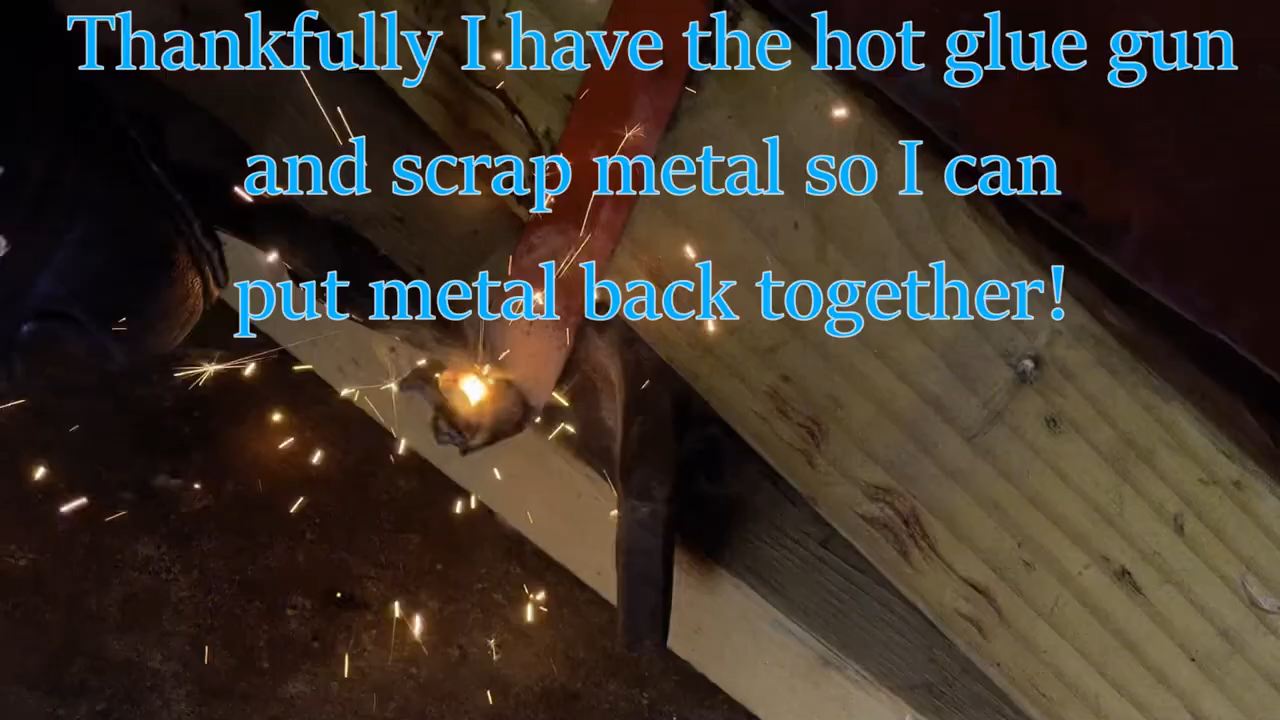 Thankfully I have the hot glue gun
and scrap metal so I can
put metal back together!